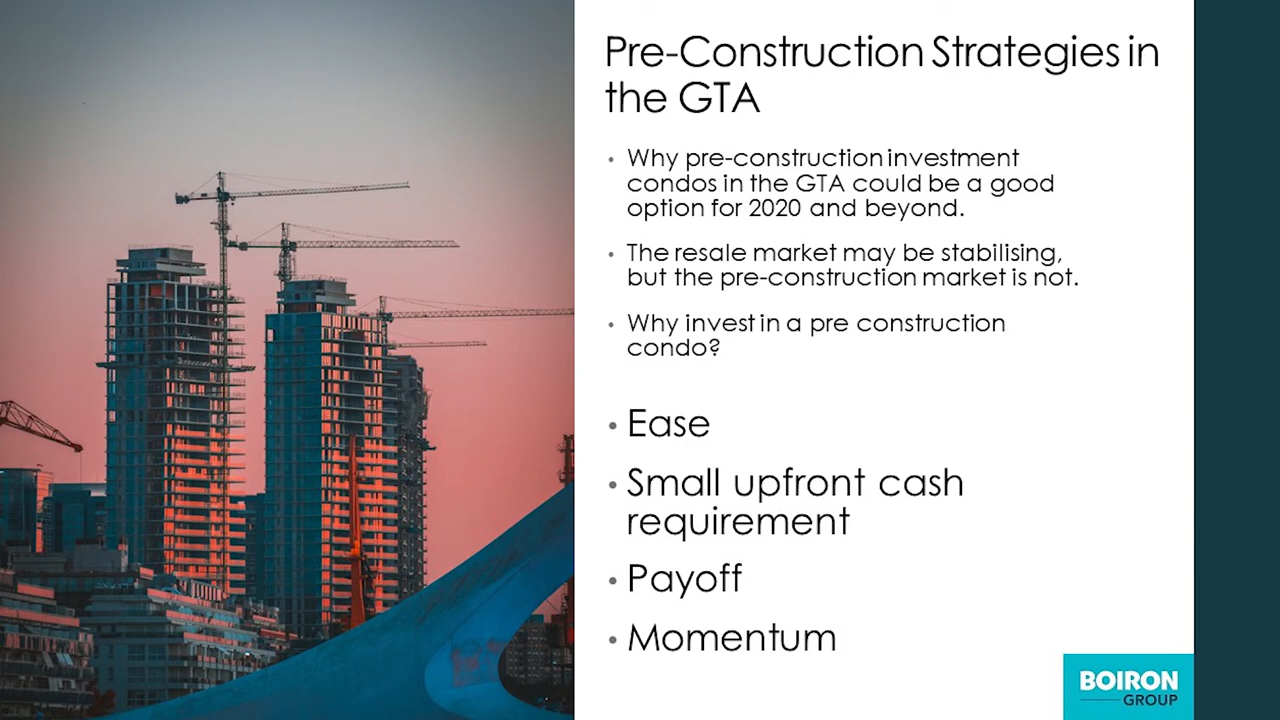 Pre-Construction Strategies in
the GTA
• Why pre-construction investment
condos in the GTA could be a good
option for 2020 and beyond.
• The resale market may be stabilising,
but the pre-construction market is not.
• Why invest in a pre construction
condo?
• Ease
• Small upfront cash
requirement
• Payoff
• Momentum
BOIRON
GROUP